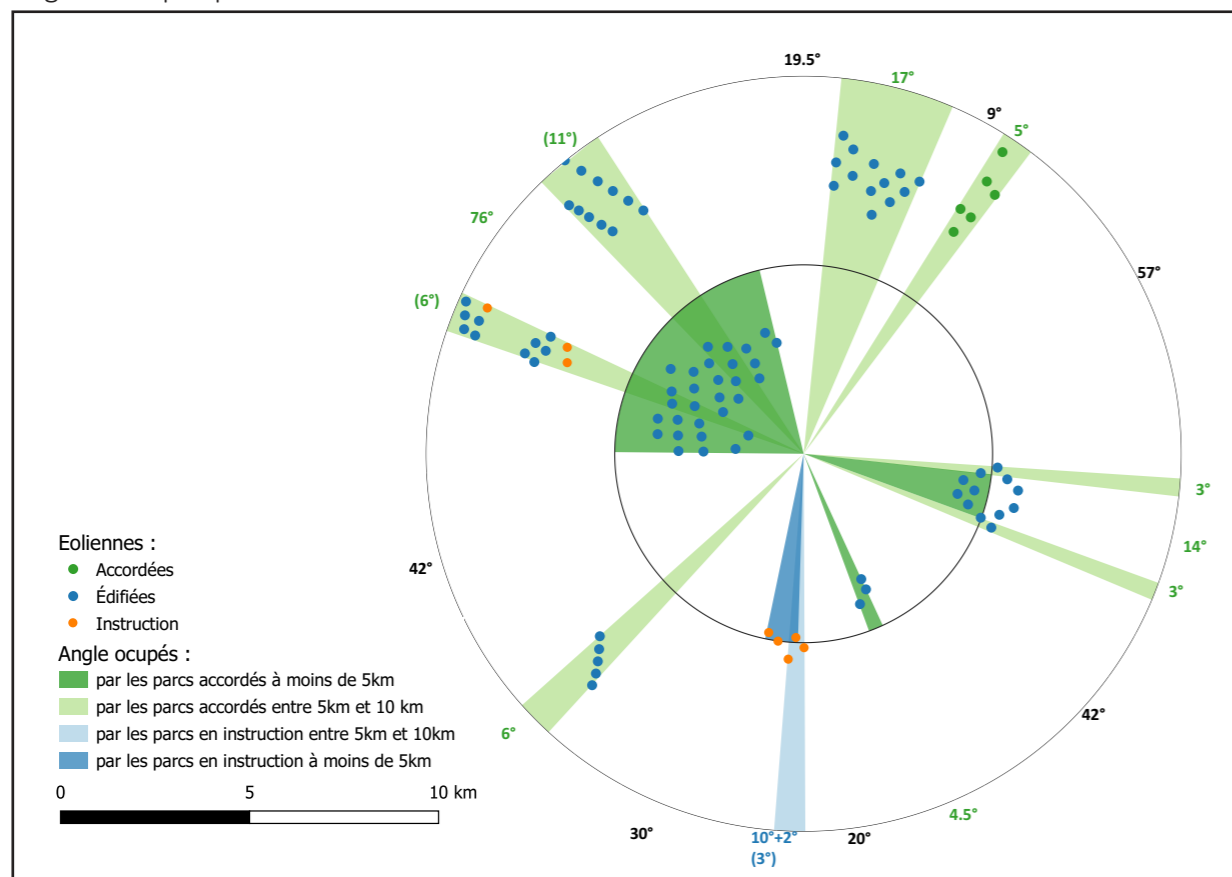 19.5°
17°
9°
5°
(11°)
76°
57°
(6°)
3°
14°
3°
42°
42°
6°
4.5°
30°
10°+2°
(3°)
20°
Eoliennes :
Accordées
Édifiées
Instruction
Angle ocupés :
par les parcs accordés à moins de 5km
par les parcs accordés entre 5km et 10 km
par les parcs en instruction entre 5km et 10km
par les parcs en instruction à moins de 5km
0 5 10 km